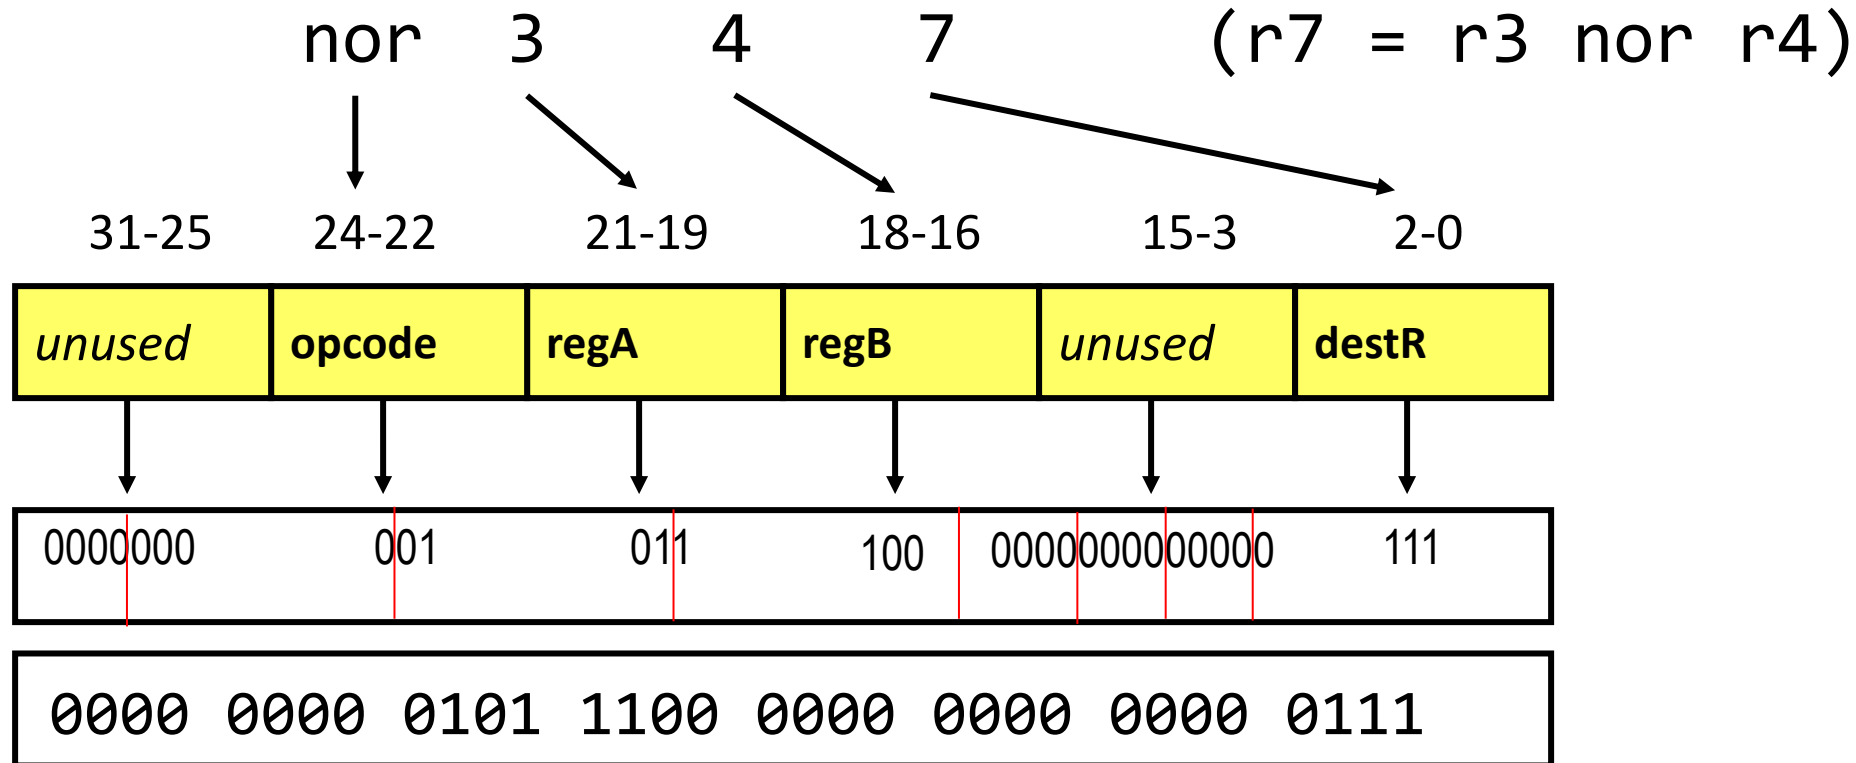 nor 3 4 7 (r7 = r3 nor r4)
31-25 24-22 21-19 18-16 15-3 2-0
unused opcode regA regB unused destR
0000000 001 011 100 0000000000000 111
0000 0000 0101 1100 0000 0000 0000 0111